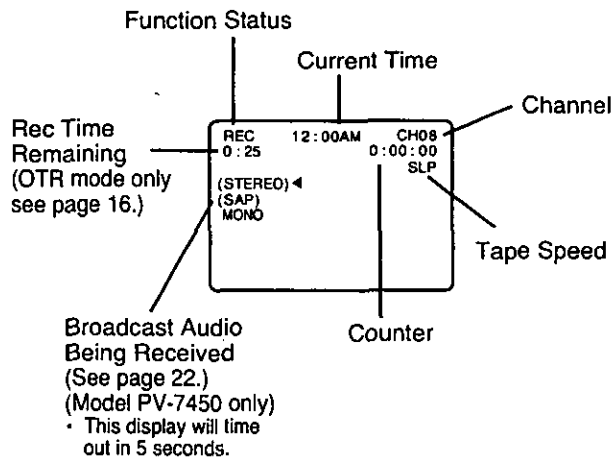 Function Status
Current Time
Channel
Rec Time
Remaining
(OTR mode only
see page 16.)
REC 12:00AM CH08
0:25 0:00:00
SLP
(STEREO)◄
(SAP)
MONO
Tape Speed
Counter
Broadcast Audio
Being Received
(See page 22.)
(Model PV-7450 only)
• This display will time
out in 5 seconds.